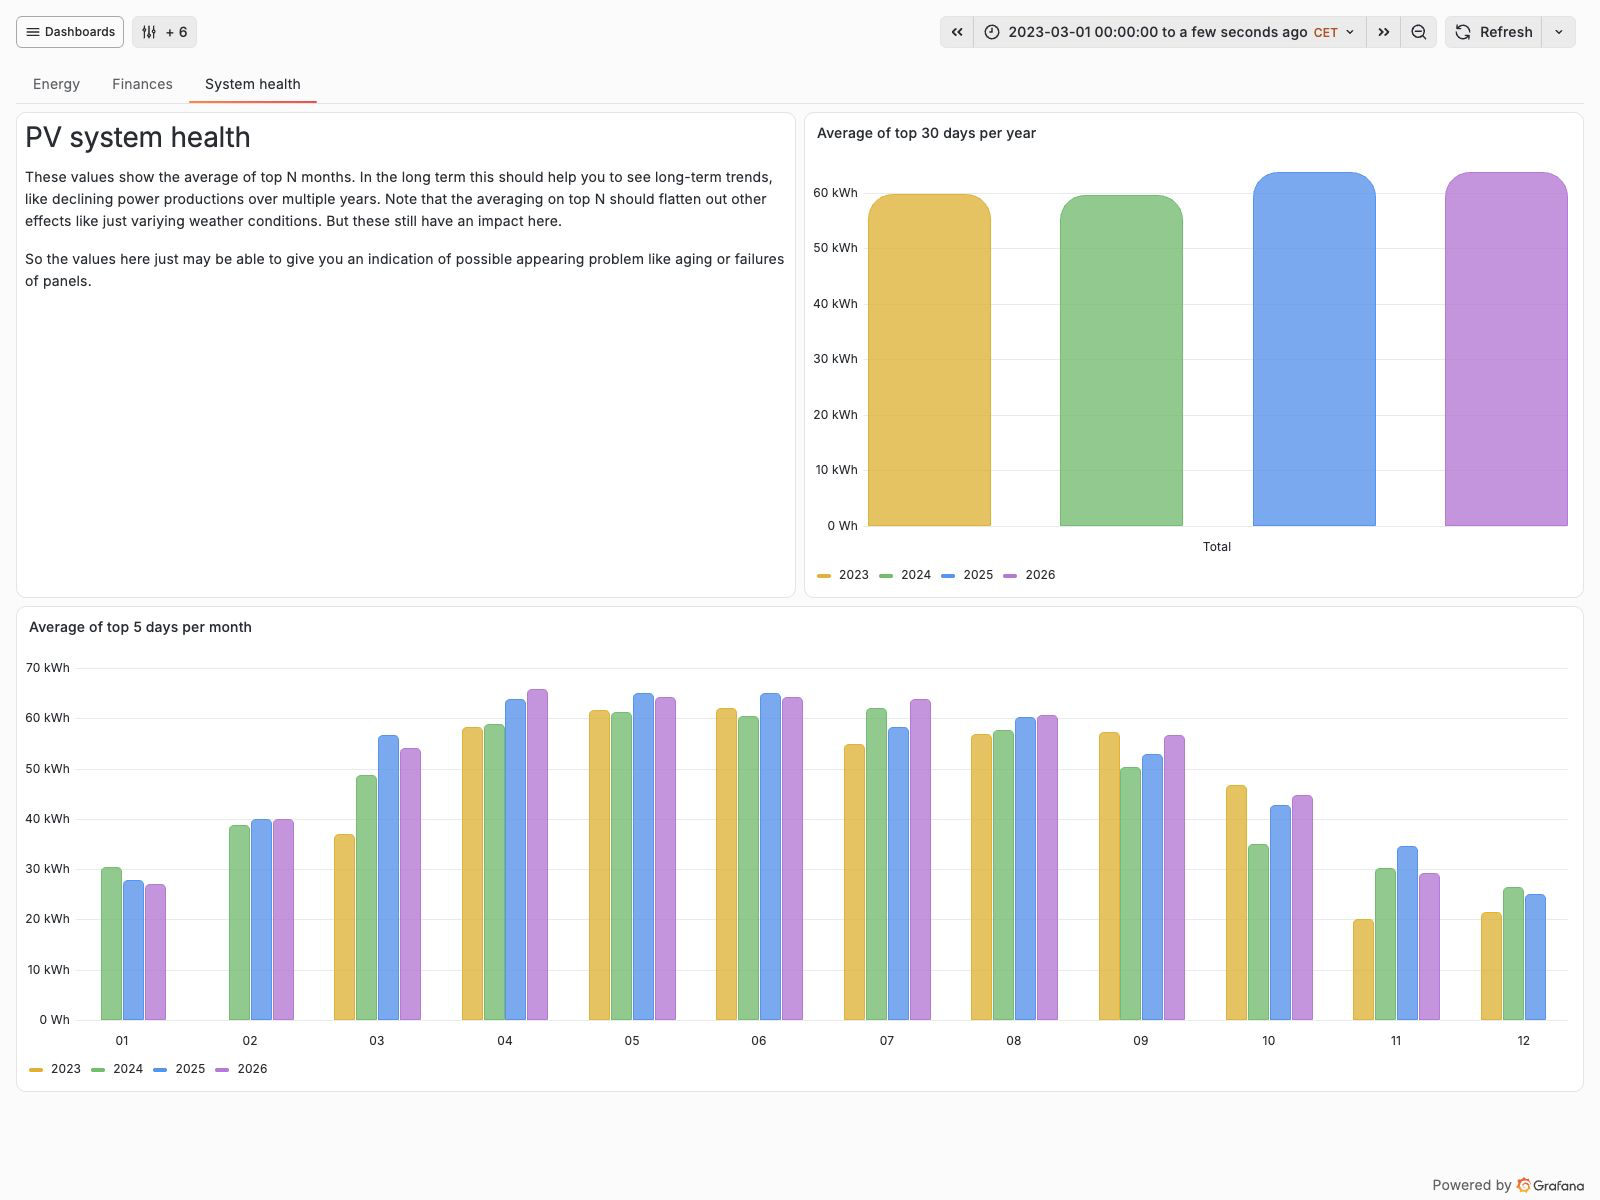 Dashboards
+ 6
2023-03-01 00:00:00 to a few seconds ago CET
Refresh
Energy
Finances
System health
PV system health
These values show the average of top N months. In the long term this should help you to see long-term trends,
like declining power productions over multiple years. Note that the averaging on top N should flatten out other
effects like just variying weather conditions. But these still have an impact here.
So the values here just may be able to give you an indication of possible appearing problem like aging or failures
of panels.
Average of top 30 days per year
60 kWh
50 kWh
40 kWh
30 kWh
20 kWh
10 kWh
0 Wh
Total
2023 2024 2025 2026
Average of top 5 days per month
70 kWh
60 kWh
50 kWh
40 kWh
30 kWh
20 kWh
10 kWh
0 Wh
01 02 03 04 05 06 07 08 09 10 11 12
2023 2024 2025 2026
Powered by Grafana